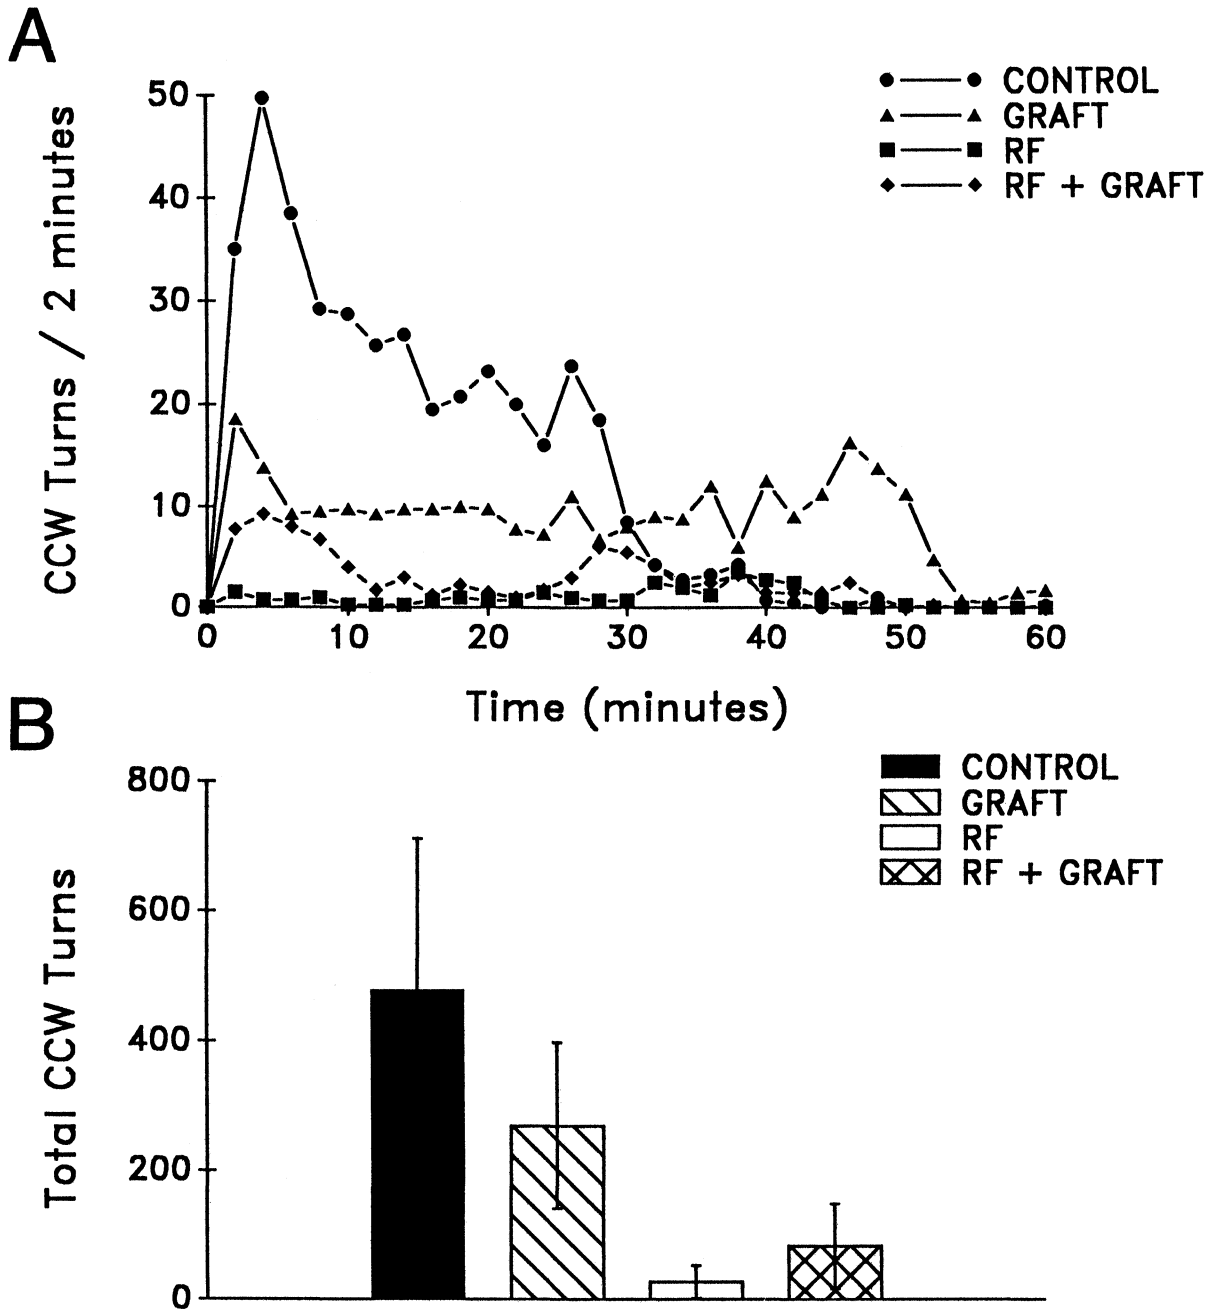 A
CCW Turns / 2 minutes
50
40
30
20
10
0
CONTROL
GRAFT
RF
RF + GRAFT
0 10 20 30 40 50 60
Time (minutes)
B
Total CCW Turns
800
600
400
200
0
CONTROL
GRAFT
RF
RF + GRAFT